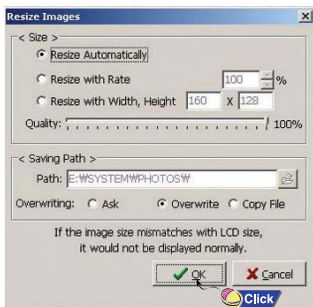 Resize Images
< Size >
Resize Automatically
Resize with Rate 100 %
Resize with Width, Height 160 X 128
Quality: 100%
< Saving Path >
Path: E:₩SYSTEM₩PHOTOS₩
Overwriting: Ask Overwrite Copy File
If the image size mismatches with LCD size,
it would not be displayed normally.
OK Cancel
Click